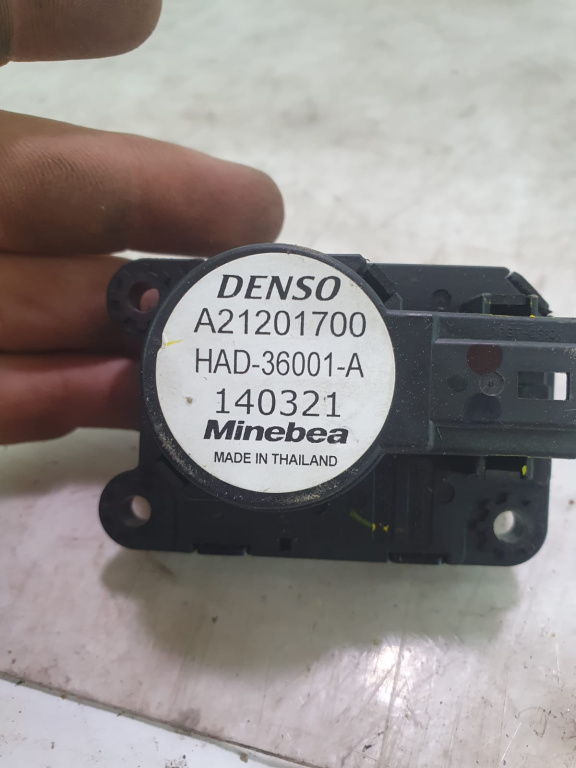 DENSO
A21201700
HAD-36001-A
140321
Minebea
MADE IN THAILAND